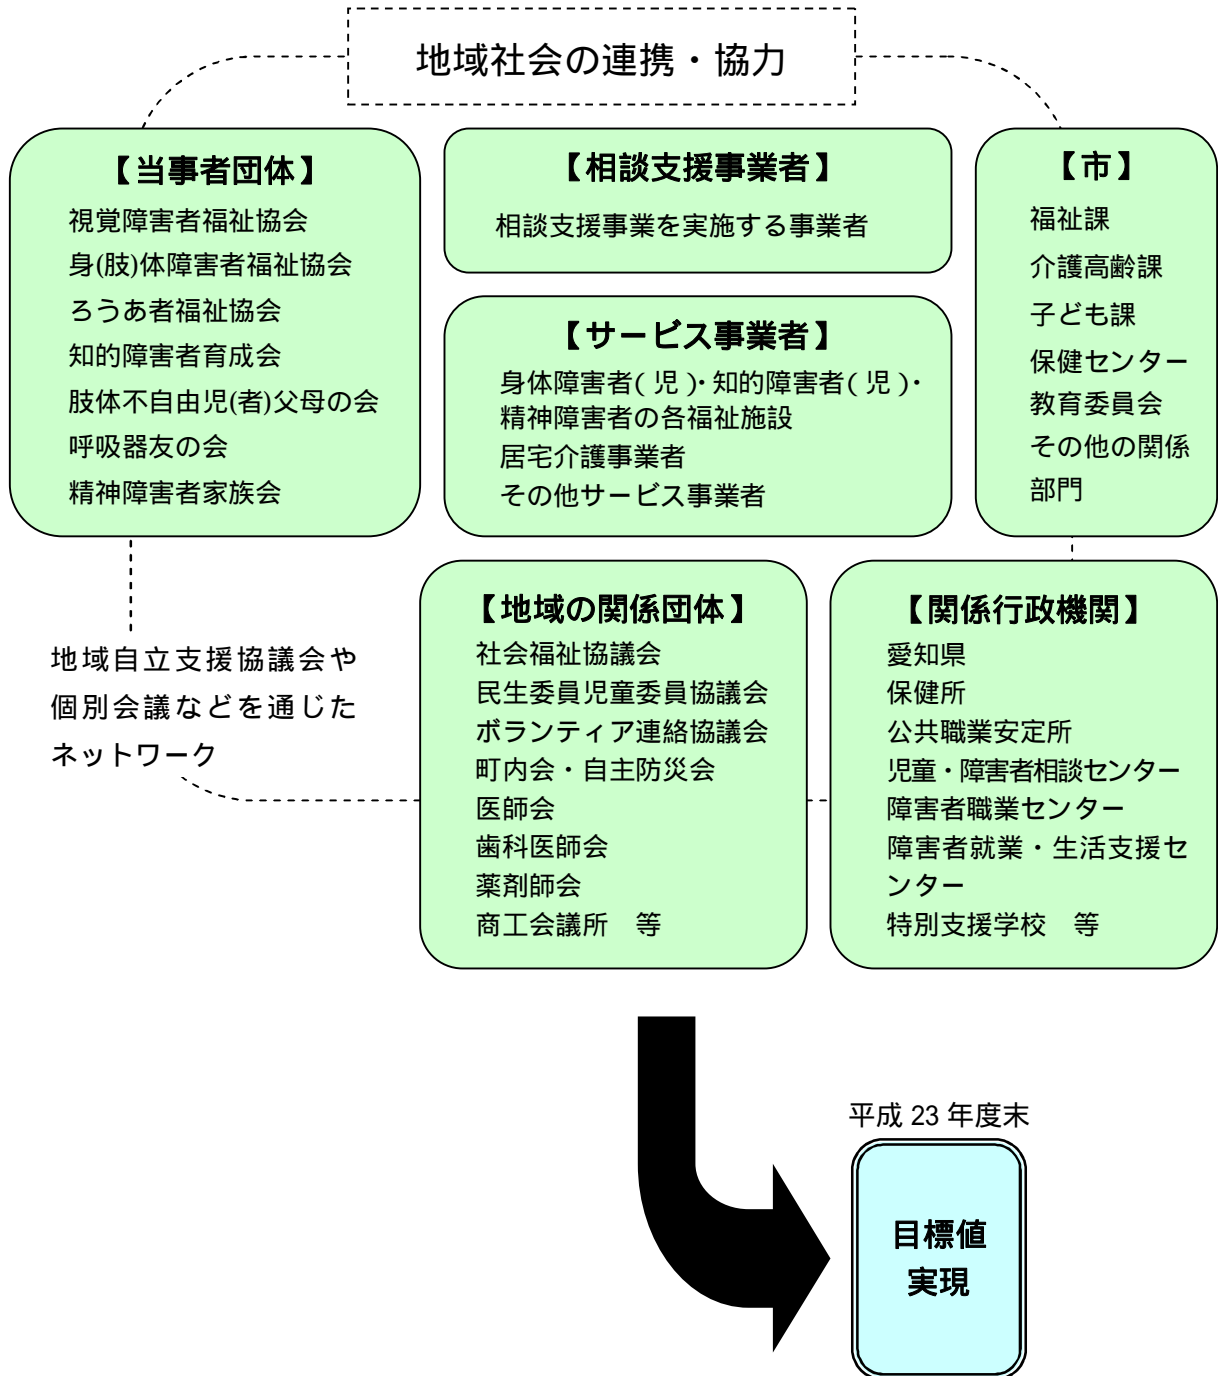 地域社会の連携・協力
【当事者団体】
視覚障害者福祉協会
身(肢)体障害者福祉協会
ろうあ者福祉協会
知的障害者育成会
肢体不自由児(者)父母の会
呼吸器友の会
精神障害者家族会
【相談支援事業者】
相談支援事業を実施する事業者
【サービス事業者】
身体障害者(児)・知的障害者(児)・
精神障害者の各福祉施設
居宅介護事業者
その他サービス事業者
【市】
福祉課
介護高齢課
子ども課
保健センター
教育委員会
その他の関係
部門
地域自立支援協議会や
個別会議などを通じた
ネットワーク
【地域の関係団体】
社会福祉協議会
民生委員児童委員協議会
ボランティア連絡協議会
町内会・自主防災会
医師会
歯科医師会
薬剤師会
商工会議所　等
【関係行政機関】
愛知県
保健所
公共職業安定所
児童・障害者相談センター
障害者職業センター
障害者就業・生活支援セ
ンター
特別支援学校　等
平成 23 年度末
目標値
実現